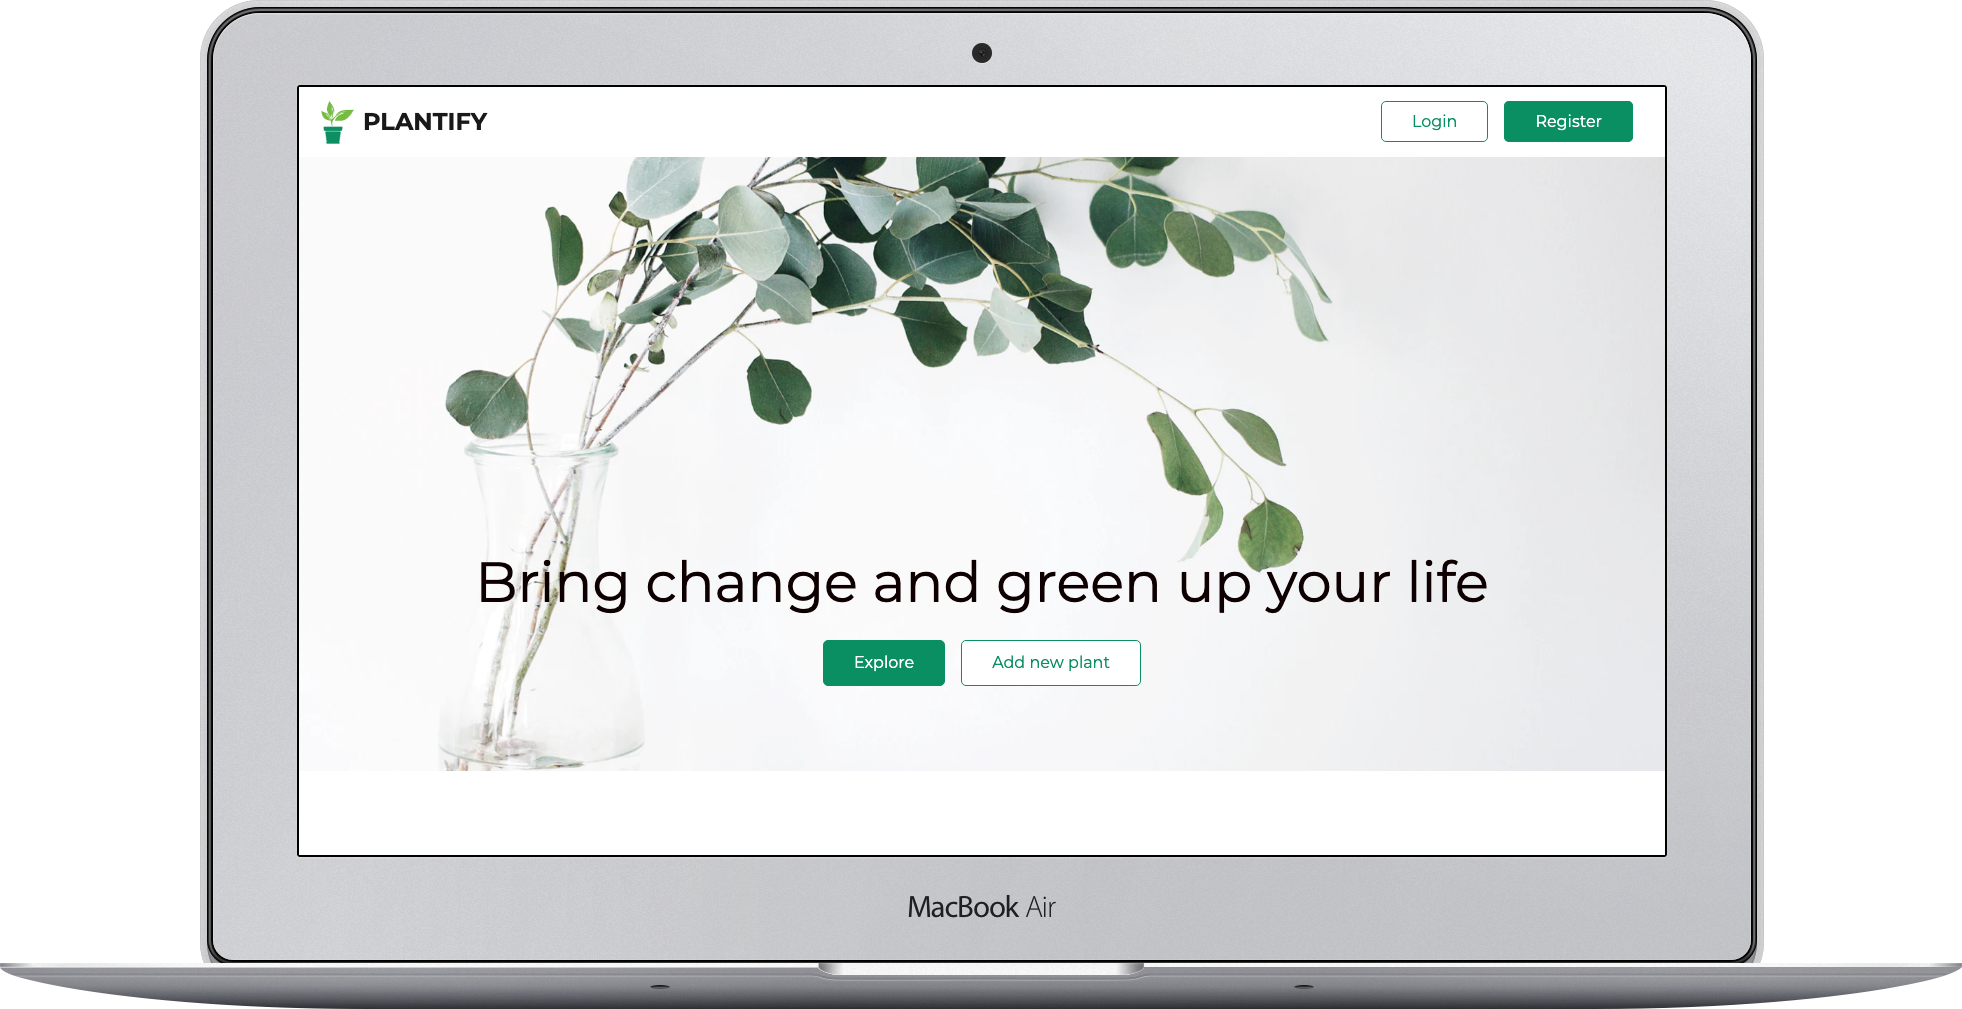 PLANTIFY
Login
Register
Bring change and green up your life
Explore
Add new plant
MacBook Air